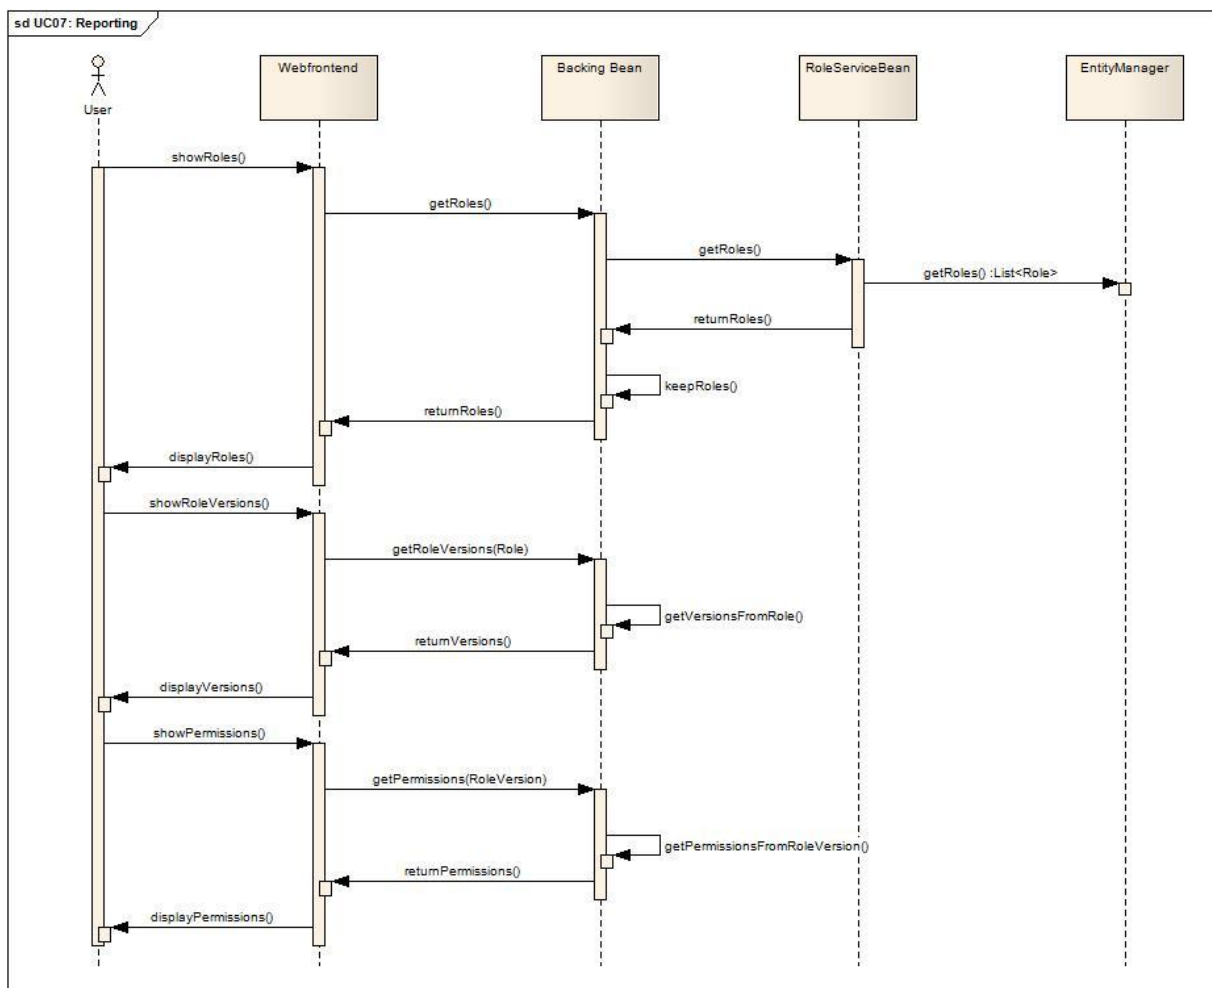 sd UC07: Reporting
User
Webfrontend
Backing Bean
RoleServiceBean
EntityManager
showRoles()
getRoles()
getRoles()
getRoles() :List<Role>
returnRoles()
keepRoles()
returnRoles()
displayRoles()
showRoleVersions()
getRoleVersions(Role)
getVersionsFromRole()
returnVersions()
displayVersions()
showPermissions()
getPermissions(RoleVersion)
getPermissionsFromRoleVersion()
returnPermissions()
displayPermissions()